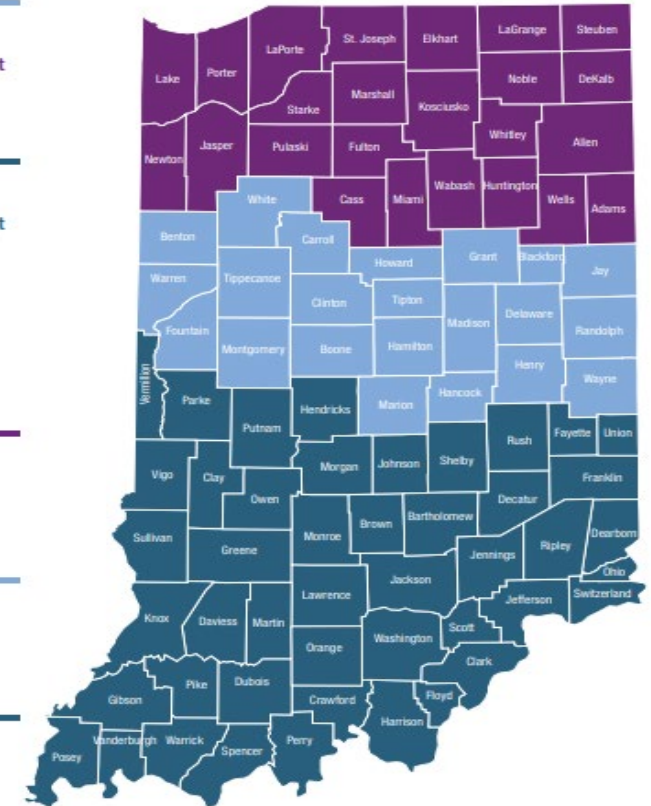 St. Joseph
Elkhart
LaGrange
Steuben
LaPorte
Lake
Porter
Noble
DeKalb
Marshall
Kosciusko
Starke
Whitley
Allen
Newton
Jasper
Pulaski
Fulton
Wabash
Huntington
White
Cass
Miami
Wells
Adams
Benton
Carroll
Howard
Grant
Blackford
Jay
Warren
Tippecanoe
Clinton
Tipton
Madison
Delaware
Randolph
Fountain
Montgomery
Boone
Hamilton
Henry
Wayne
Vermillion
Parke
Hendricks
Marion
Hancock
Putnam
Rush
Fayette
Union
Vigo
Clay
Morgan
Johnson
Shelby
Franklin
Owen
Decatur
Sullivan
Greene
Monroe
Brown
Bartholomew
Jennings
Ripley
Dearborn
Ohio
Jackson
Knox
Daviess
Martin
Lawrence
Jefferson
Switzerland
Orange
Washington
Scott
Clark
Gibson
Pike
Dubois
Crawford
Floyd
Harrison
Posey
Vanderburgh
Warrick
Spencer
Perry